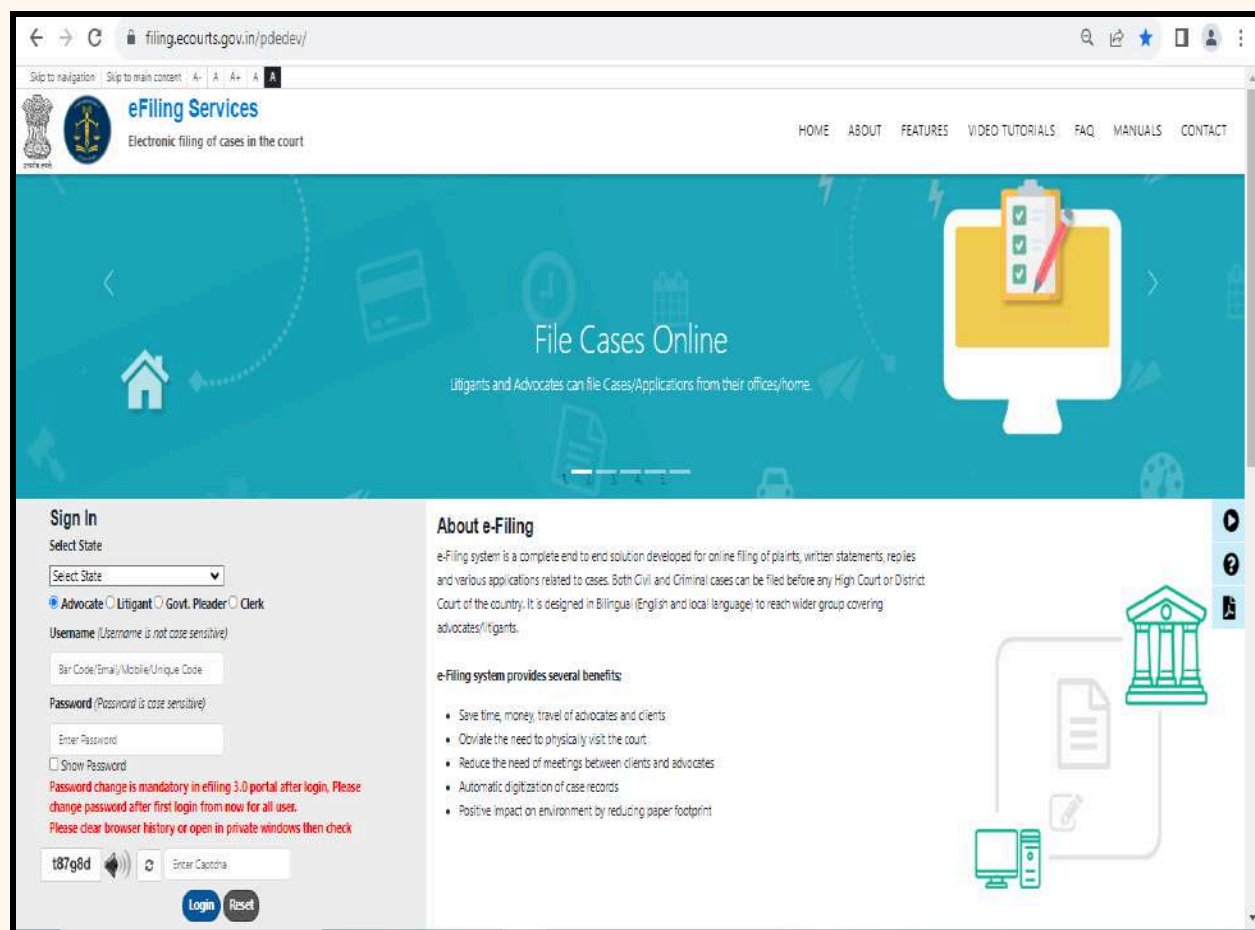 filing.ecourts.gov.in/pdedev/
Skip to navigation Skip to main content A- A A+ A A
eFiling Services
Electronic filing of cases in the court
HOME ABOUT FEATURES VIDEO TUTORIALS FAQ MANUALS CONTACT
File Cases Online
Litigants and Advocates can file Cases/Applications from their offices/home.
1. 2. 3. 4. 5.
Sign In
Select State
Select State
Advocate Litigant Govt. Pleader Clerk
Username (Username is not case sensitive)
Bar Code/Email/Mobile/Unique Code
Password (Password is case sensitive)
Enter Password
Show Password
Password change is mandatory in efiling 3.0 portal after login, Please
change password after first login from now for all user.
Please clear browser history or open in private windows then check
t87g8d Enter Captcha
Login Reset
About e-Filing
e-Filing system is a complete end to end solution developed for online filing of plaints, written statements, replies
and various applications related to cases. Both Civil and Criminal cases can be filed before any High Court or District
Court of the country. It is designed in Bilingual (English and local language) to reach wider group covering
advocates/litigants.
e-Filing system provides several benefits:
Save time, money, travel of advocates and clients
Obviate the need to physically visit the court
Reduce the need of meetings between clients and advocates
Automatic digitization of case records
Positive impact on environment by reducing paper footprint